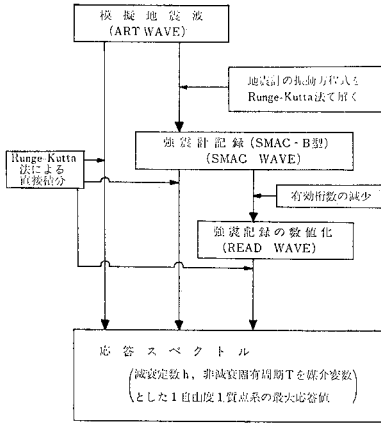 模擬地震波
(ART WAVE)
地震計の振動方程式を
Runge-Kutta法で解く
強震計記録(SMAC-B型)
(SMAC WAVE)
Runge-Kutta
法による
直接積分
有効桁数の減少
強震記録の数値化
(READ WAVE)
応答スペクトル
(減衰定数h、非減衰固有周期Tを媒介変数
とした1自由度1質点系の最大応答値)